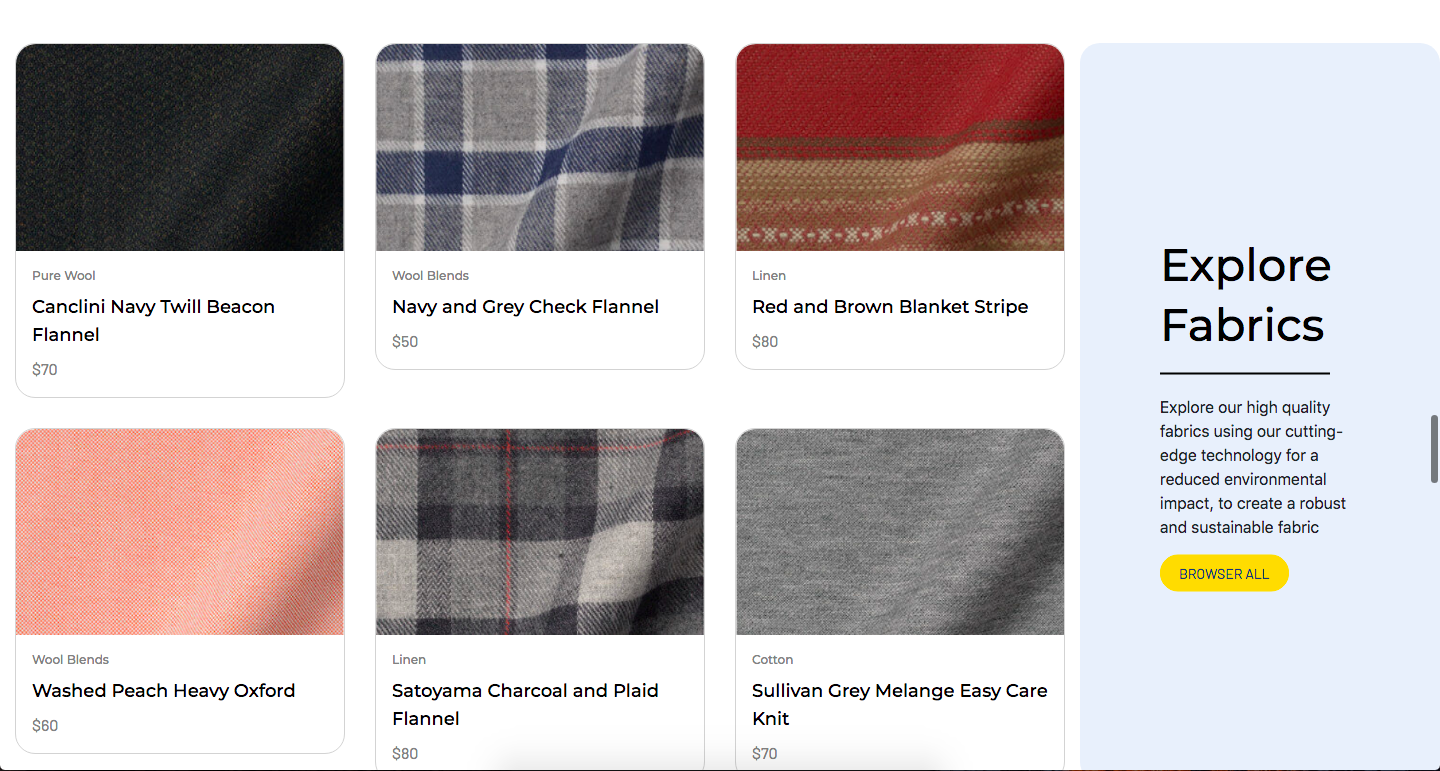 Pure Wool
Canclini Navy Twill Beacon
Flannel
$70
Wool Blends
Navy and Grey Check Flannel
$50
Linen
Red and Brown Blanket Stripe
$80
Wool Blends
Washed Peach Heavy Oxford
$60
Linen
Satoyama Charcoal and Plaid
Flannel
$80
Cotton
Sullivan Grey Melange Easy Care
Knit
$70
Explore
Fabrics
Explore our high quality
fabrics using our cutting-
edge technology for a
reduced environmental
impact, to create a robust
and sustainable fabric
BROWSER ALL